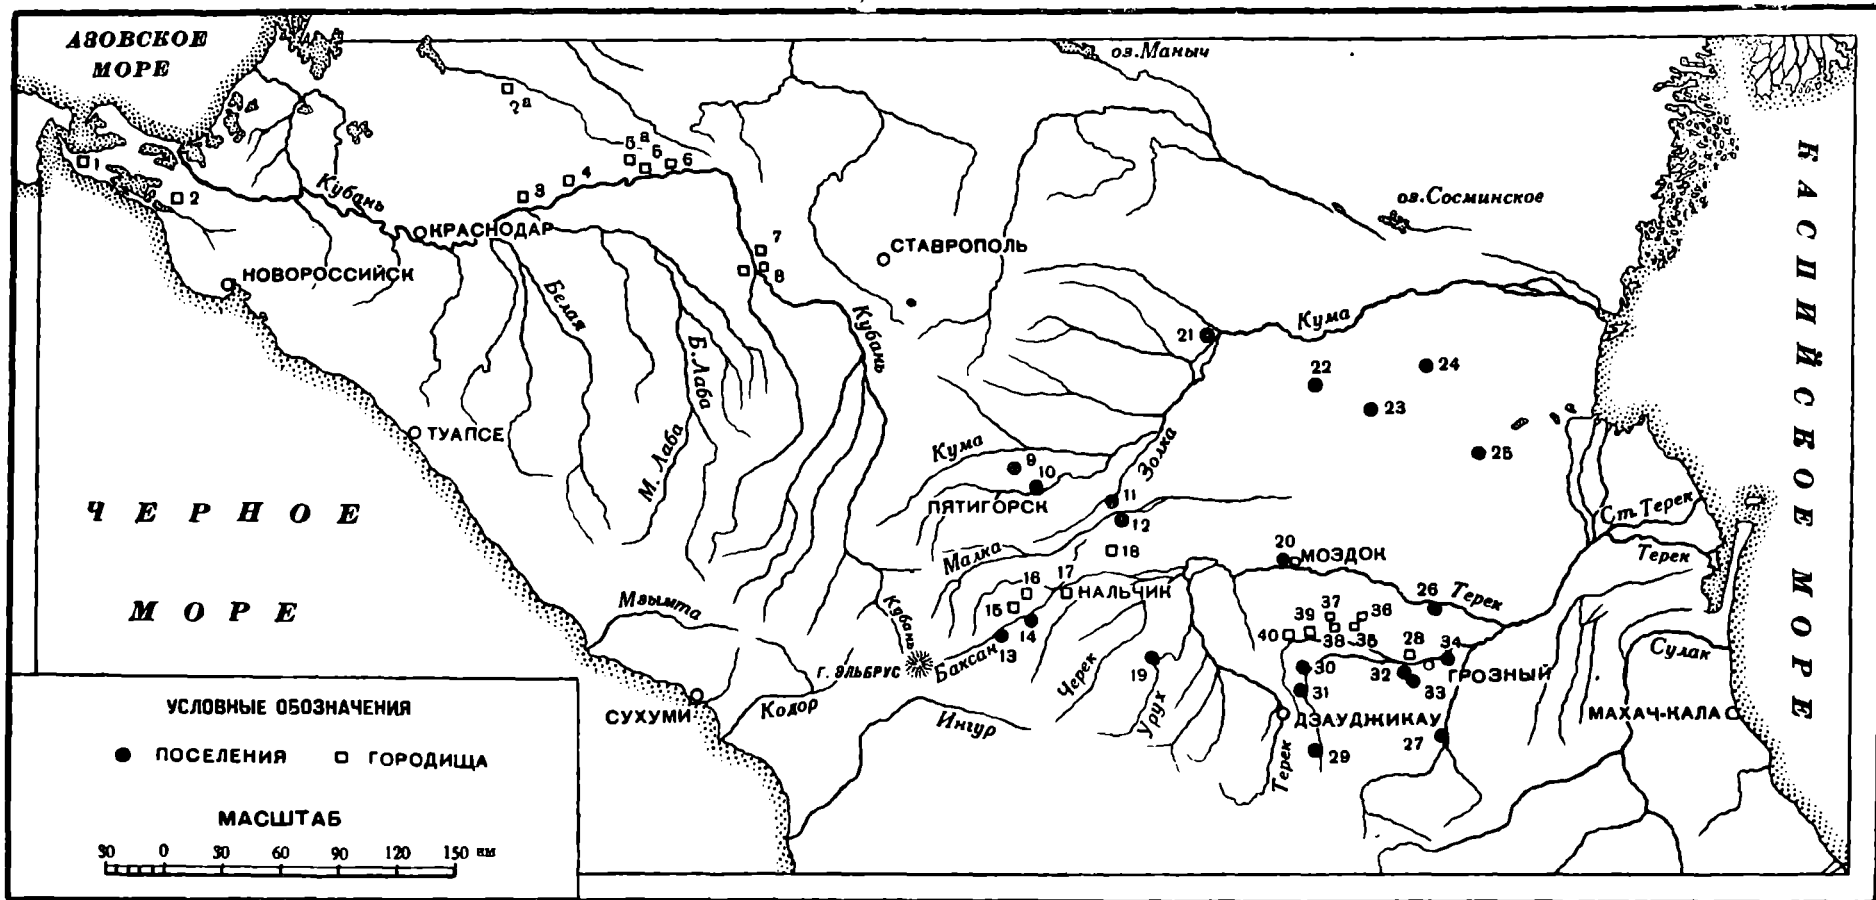 АЗОВСКОЕ
МОРЕ
оз. Маныч
?а
1
2
3
4
5а
5
6
7
8
Кубань
КРАСНОДАР
НОВОРОССИЙСК
СТАВРОПОЛЬ
оз. Сосминское
КАСПИЙСКОЕ МОРЕ
Белая
Б. Лаба
М. Лаба
Кубань
ТУАПСЕ
Кума
21
22
23
24
25
Кума
Золка
9
10
ПЯТИГОРСК
11
12
Малка
18
ЧЕРНОЕ
МОРЕ
Ст. Терек
Терек
20
МОЗДОК
16
17
15
НАЛЬЧИК
14
13
26
Терек
Мзымта
Кубань
г. ЭЛЬБРУС
Баксан
Черек
19
Урух
39
37
36
40
38
35
28
34
30
32
33
31
ГРОЗНЫЙ
Сулак
СУХУМИ
Кодор
Ингур
ДЗАУДЖИКАУ
27
29
Терек
МАХАЧ-КАЛА
УСЛОВНЫЕ ОБОЗНАЧЕНИЯ
ПОСЕЛЕНИЯ ГОРОДИЩА
МАСШТАБ
30 0 30 60 90 120 150 км